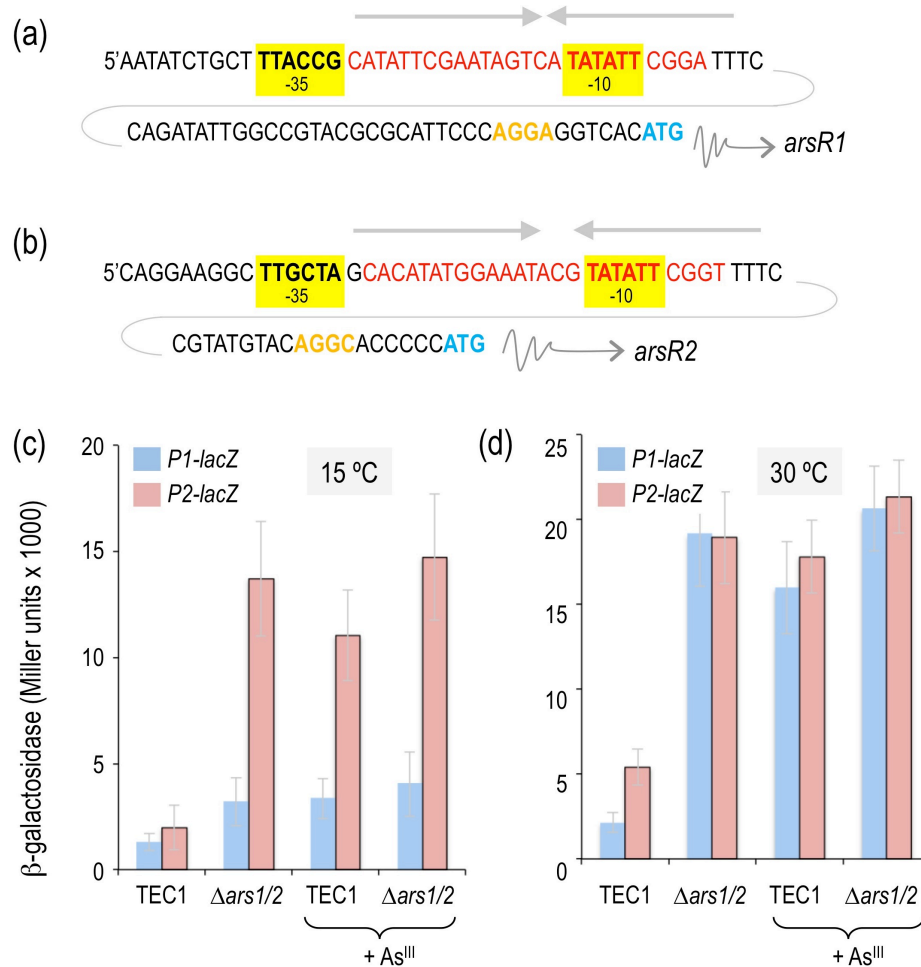 (a)
5'AATATCTGCT TTACCG CATATTCGAATAGTCA TATATT CGGA TTTC
-35 -10
CAGATATTGGCCGTACGCGCATTCCCAGGAGGTCACATG arsR1
(b)
5'CAGGAAGGC TTGCTA GCACATATGGAAATACG TATATT CGGT TTTC
-35 -10
CGTATGTACAGGCACCCCCATG arsR2
(c)
β-galactosidase (Miller units x 1000)
20
15
10
5
0
P1-lacZ
P2-lacZ
15 ºC
TEC1 Δars1/2 TEC1 Δars1/2
+ AsIII
(d)
25
20
15
10
5
0
P1-lacZ
P2-lacZ
30 ºC
TEC1 Δars1/2 TEC1 Δars1/2
+ AsIII